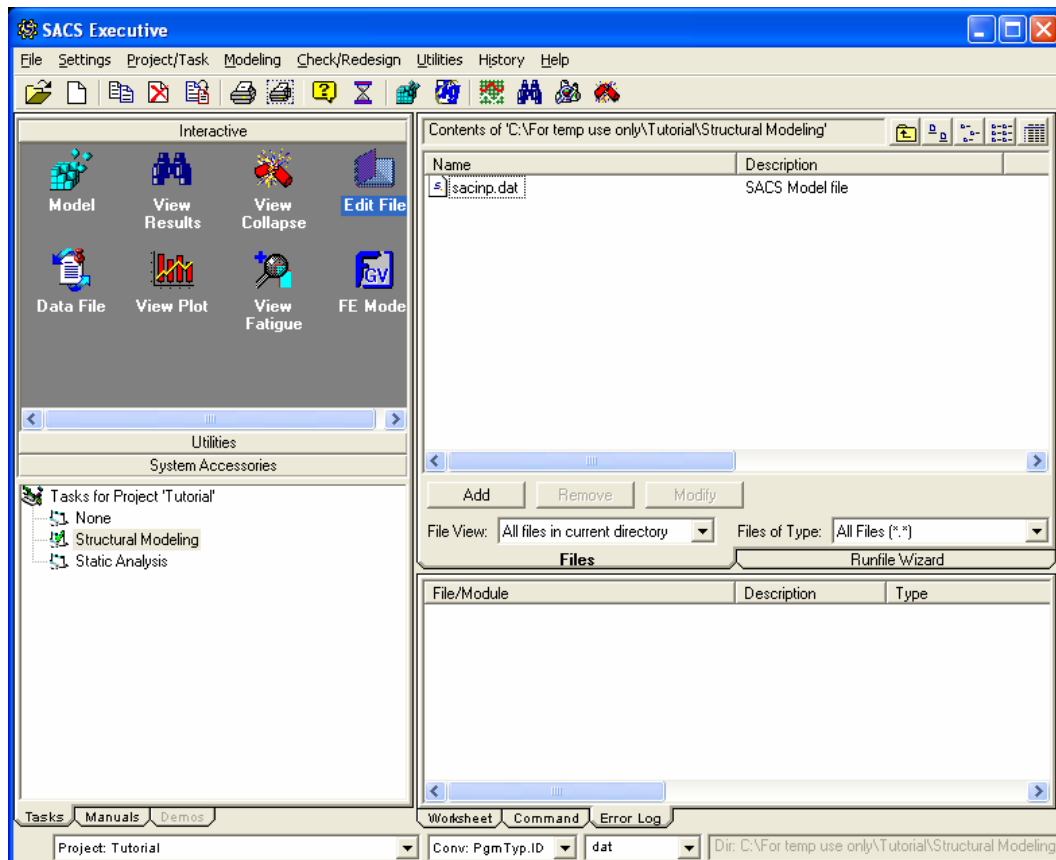 SACS Executive
File Settings Project/Task Modeling Check/Redesign Utilities History Help
Interactive
Model View Results View Collapse Edit File
Data File View Plot View Fatigue FE Mode
Utilities
System Accessories
Tasks for Project 'Tutorial'
None
Structural Modeling
Static Analysis
Tasks Manuals Demos
Contents of 'C:\For temp use only\Tutorial\Structural Modeling'
Name Description
sacinp.dat SACS Model file
Add Remove Modify
File View: All files in current directory Files of Type: All Files (*.*)
Files Runfile Wizard
File/Module Description Type
Worksheet Command Error Log
Project: Tutorial Conv: PgmTyp.ID dat Dir: C:\For temp use only\Tutorial\Structural Modeling